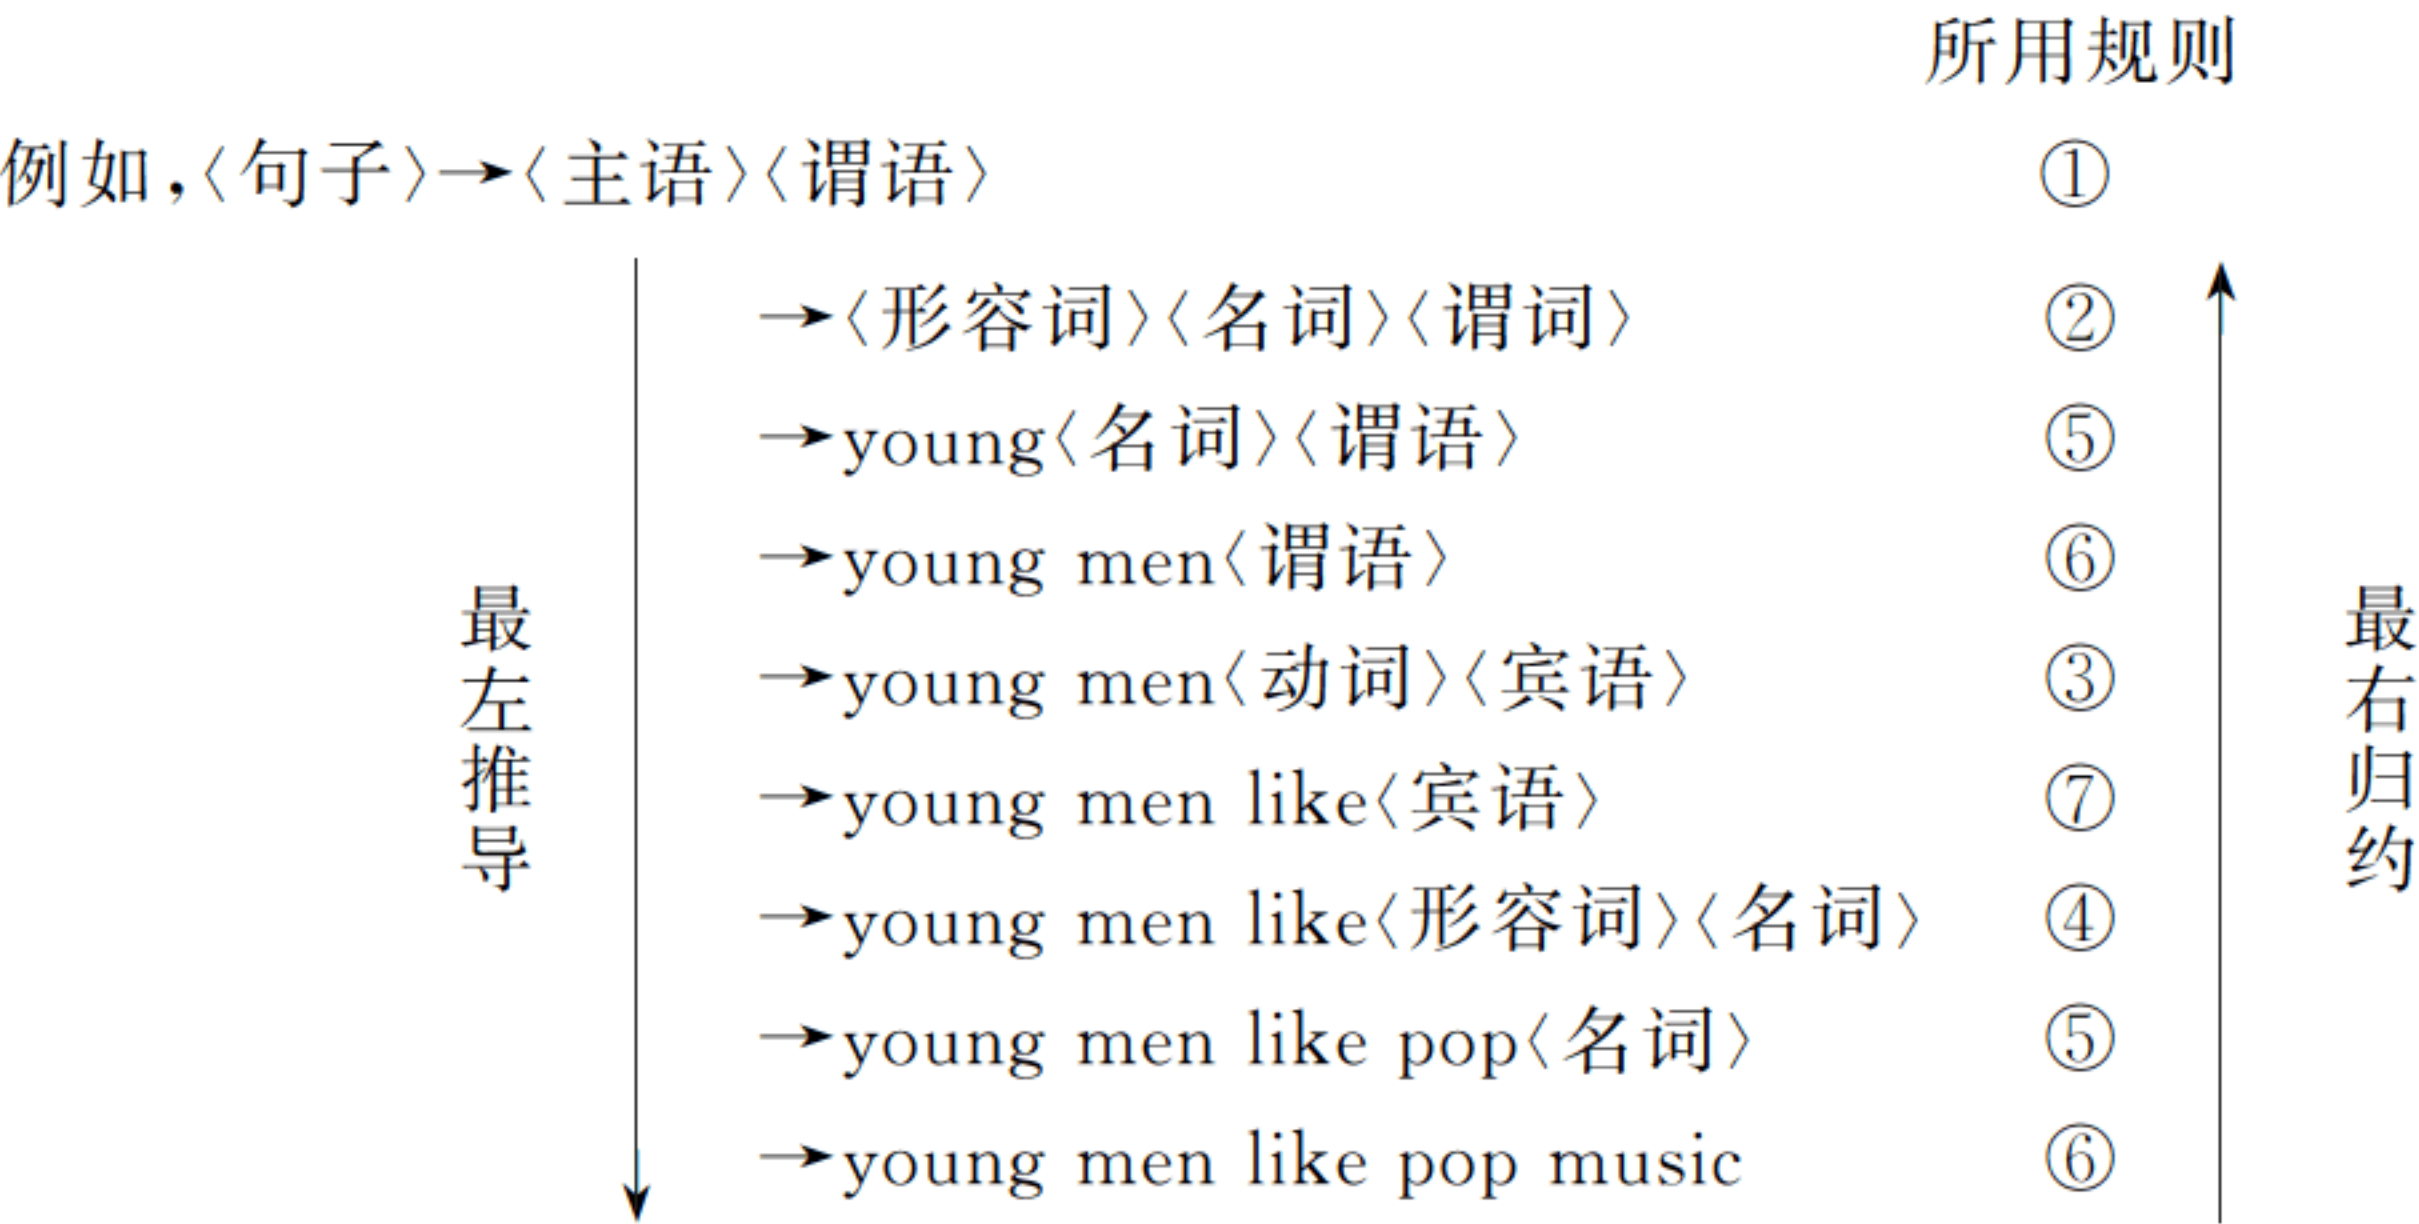 所用规则
例如,〈句子〉→〈主语〉〈谓语〉 ①
→〈形容词〉〈名词〉〈谓词〉 ②
→young〈名词〉〈谓语〉 ⑤
→young men〈谓语〉 ⑥
→young men〈动词〉〈宾语〉 ③
→young men like〈宾语〉 ⑦
→young men like〈形容词〉〈名词〉 ④
→young men like pop〈名词〉 ⑤
→young men like pop music ⑥
最左推导
最右归约